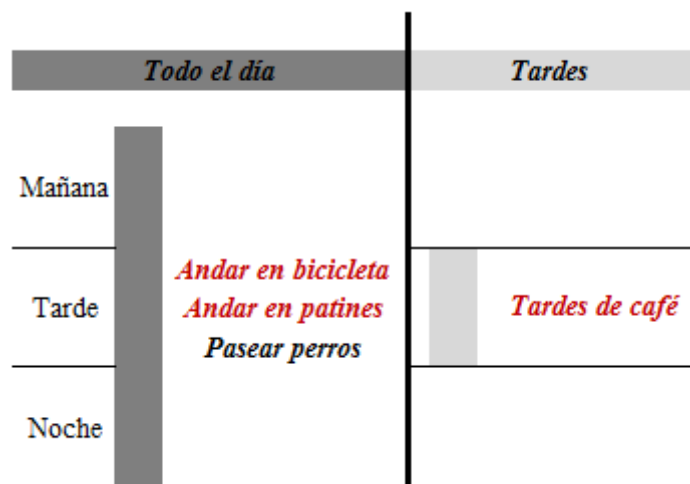 Todo el día
Tardes
Mañana
Andar en bicicleta
Tarde
Andar en patines
Tardes de café
Pasear perros
Noche